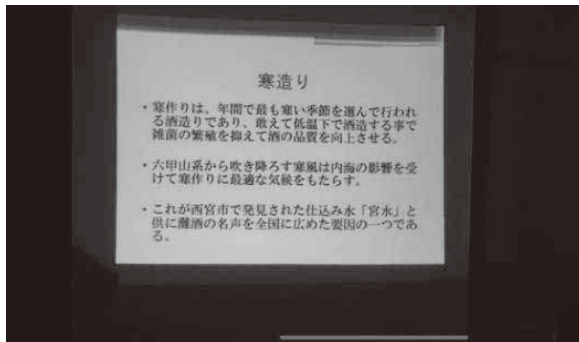 寒造り
・寒作りは、年間で最も寒い季節を選んで行われ
る酒造りであり、敢えて低温下で酒造する事で
雑菌の繁殖を抑えて酒の品質を向上させる。
・六甲山系から吹き降ろす寒風は内海の影響を受
けて寒作りに最適な気候をもたらす。
・これが西宮市で発見された仕込み水「宮水」と
供に灘酒の名声を全国に広めた要因の一つであ
る。